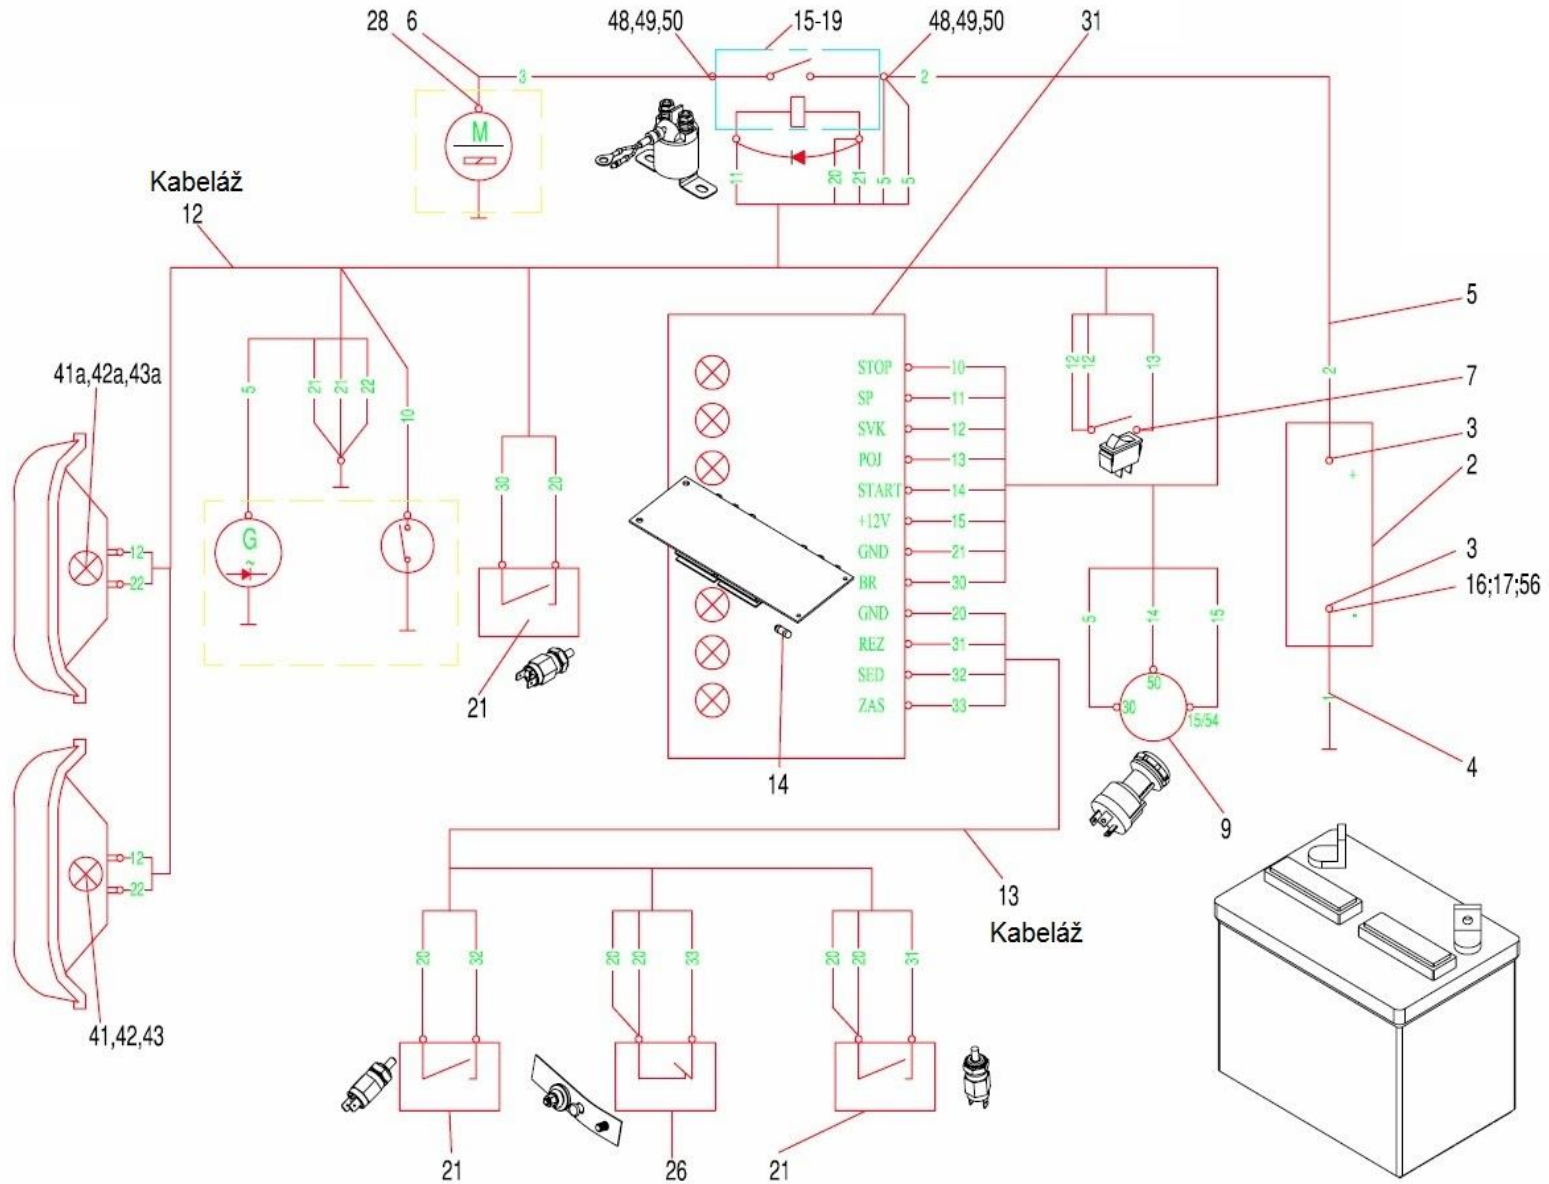 28 6 48,49,50 15-19 48,49,50 31
3 2
M
11 20 21 5 5
Kabeláž
12
5
41a,42a,43a
5 21 21 22 10
12 12 13
2
7
3
+
2
STOP 10
SP 11
SVK 12
POJ 13
START 14
+12V 15
GND 21
BR 30
GND 20
REZ 31
SED 32
ZAS 33
30 20
G
~
12
22
21
14
3
16;17;56
-
1
4
5 14 15
50
30 15/54
9
12
22
41,42,43
13
Kabeláž
20 32 20 20 33 20 20 31
21 26 21